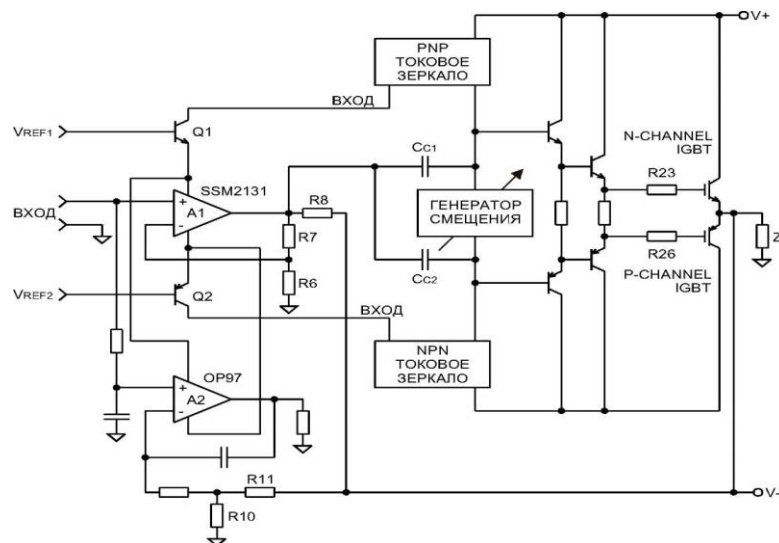 V+
PNP
ТОКОВОЕ
ЗЕРКАЛО
ВХОД
VREF1
Q1
N-CHANNEL
IGBT
CC1
SSM2131
R23
+
A1
-
R8
ВХОД
ГЕНЕРАТОР
СМЕЩЕНИЯ
R7
Z
R26
CC2
R6
P-CHANNEL
IGBT
VREF2
Q2
ВХОД
NPN
ТОКОВОЕ
ЗЕРКАЛО
OP97
+
A2
-
R11
V-
R10